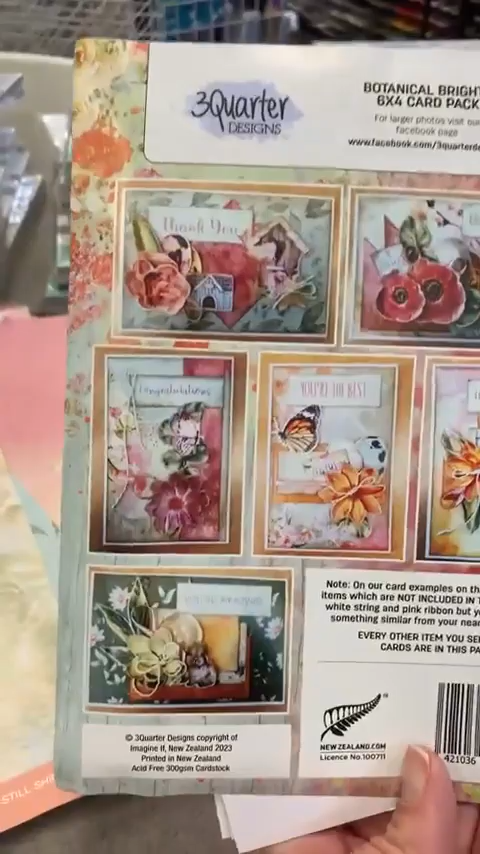 3Quarter
DESIGNS
BOTANICAL BRIGHT
6X4 CARD PACK
For larger photos visit our
facebook page
www.facebook.com/3quarterde
Thank You
Congratulations
YOU'RE THE BEST
Note: On our card examples on th
items which are NOT INCLUDED IN T
white string and pink ribbon but y
something similar from your near
EVERY OTHER ITEM YOU SE
CARDS ARE IN THIS PA
NEW ZEALAND.COM
Licence No.100711
421036
© 3Quarter Designs copyright of
Imagine If, New Zealand 2023
Printed in New Zealand
Acid Free 300gsm Cardstock
STILL SHI